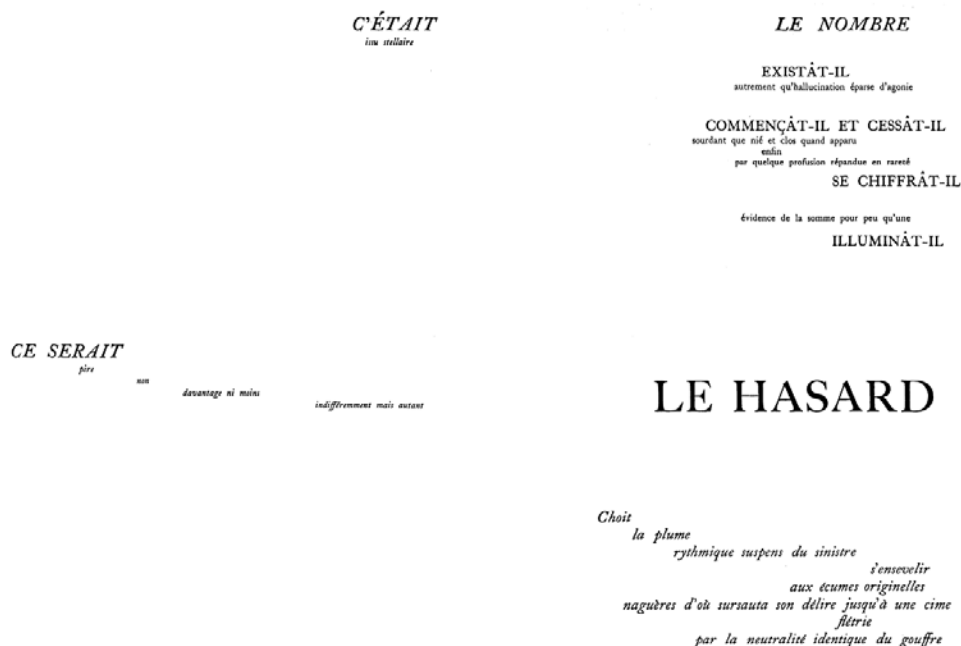 C'ÉTAIT
issu stellaire
LE NOMBRE
EXISTÂT-IL
autrement qu'hallucination éparse d'agonie
COMMENÇÂT-IL ET CESSÂT-IL
sourdant que nié et clos quand apparu
enfin
par quelque profusion répandue en rareté
SE CHIFFRÂT-IL
évidence de la somme pour peu qu'une
ILLUMINÂT-IL
CE SERAIT
pire
non
davantage ni moins
indifféremment mais autant
LE HASARD
Choit
la plume
rythmique suspens du sinistre
s'ensevelir
aux écumes originelles
naguères d'où sursauta son délire jusqu'à une cime
flétrie
par la neutralité identique du gouffre